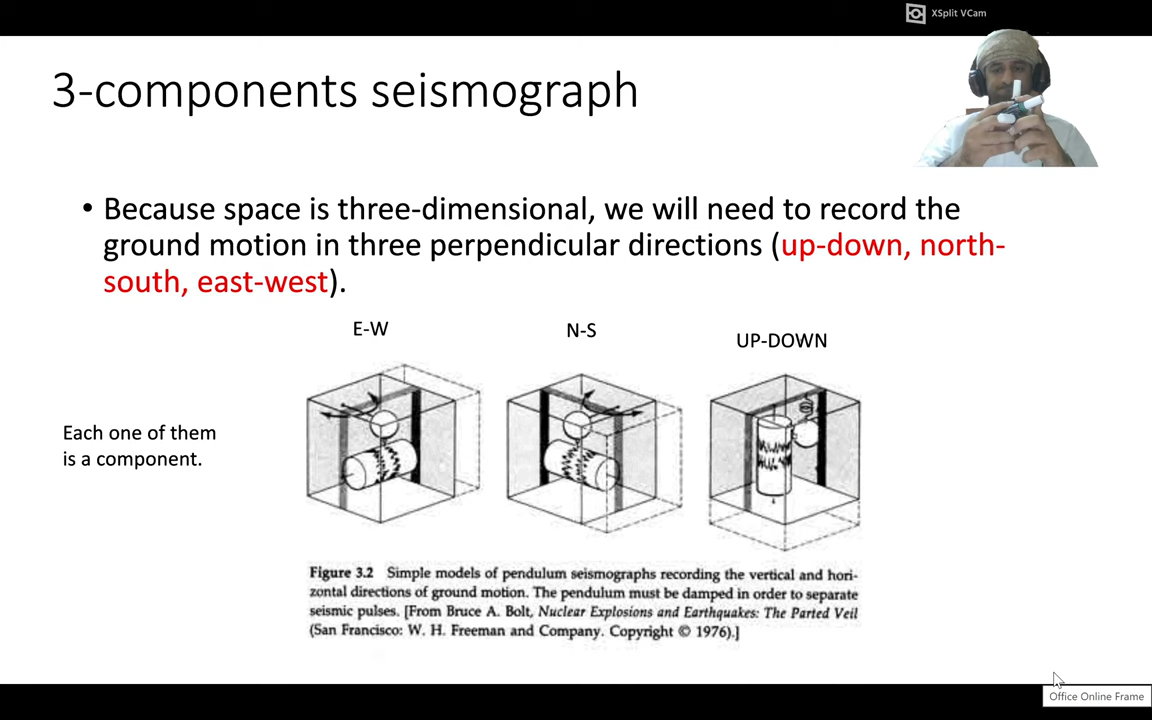 XSplit VCam
3-components seismograph
• Because space is three-dimensional, we will need to record the
ground motion in three perpendicular directions (up-down, north-
south, east-west).
E-W
N-S
UP-DOWN
Each one of them
is a component.
Figure 3.2 Simple models of pendulum seismographs recording the vertical and hori-
zontal directions of ground motion. The pendulum must be damped in order to separate
seismic pulses. [From Bruce A. Bolt, Nuclear Explosions and Earthquakes: The Parted Veil
(San Francisco: W. H. Freeman and Company. Copyright © 1976).]
Office Online Frame